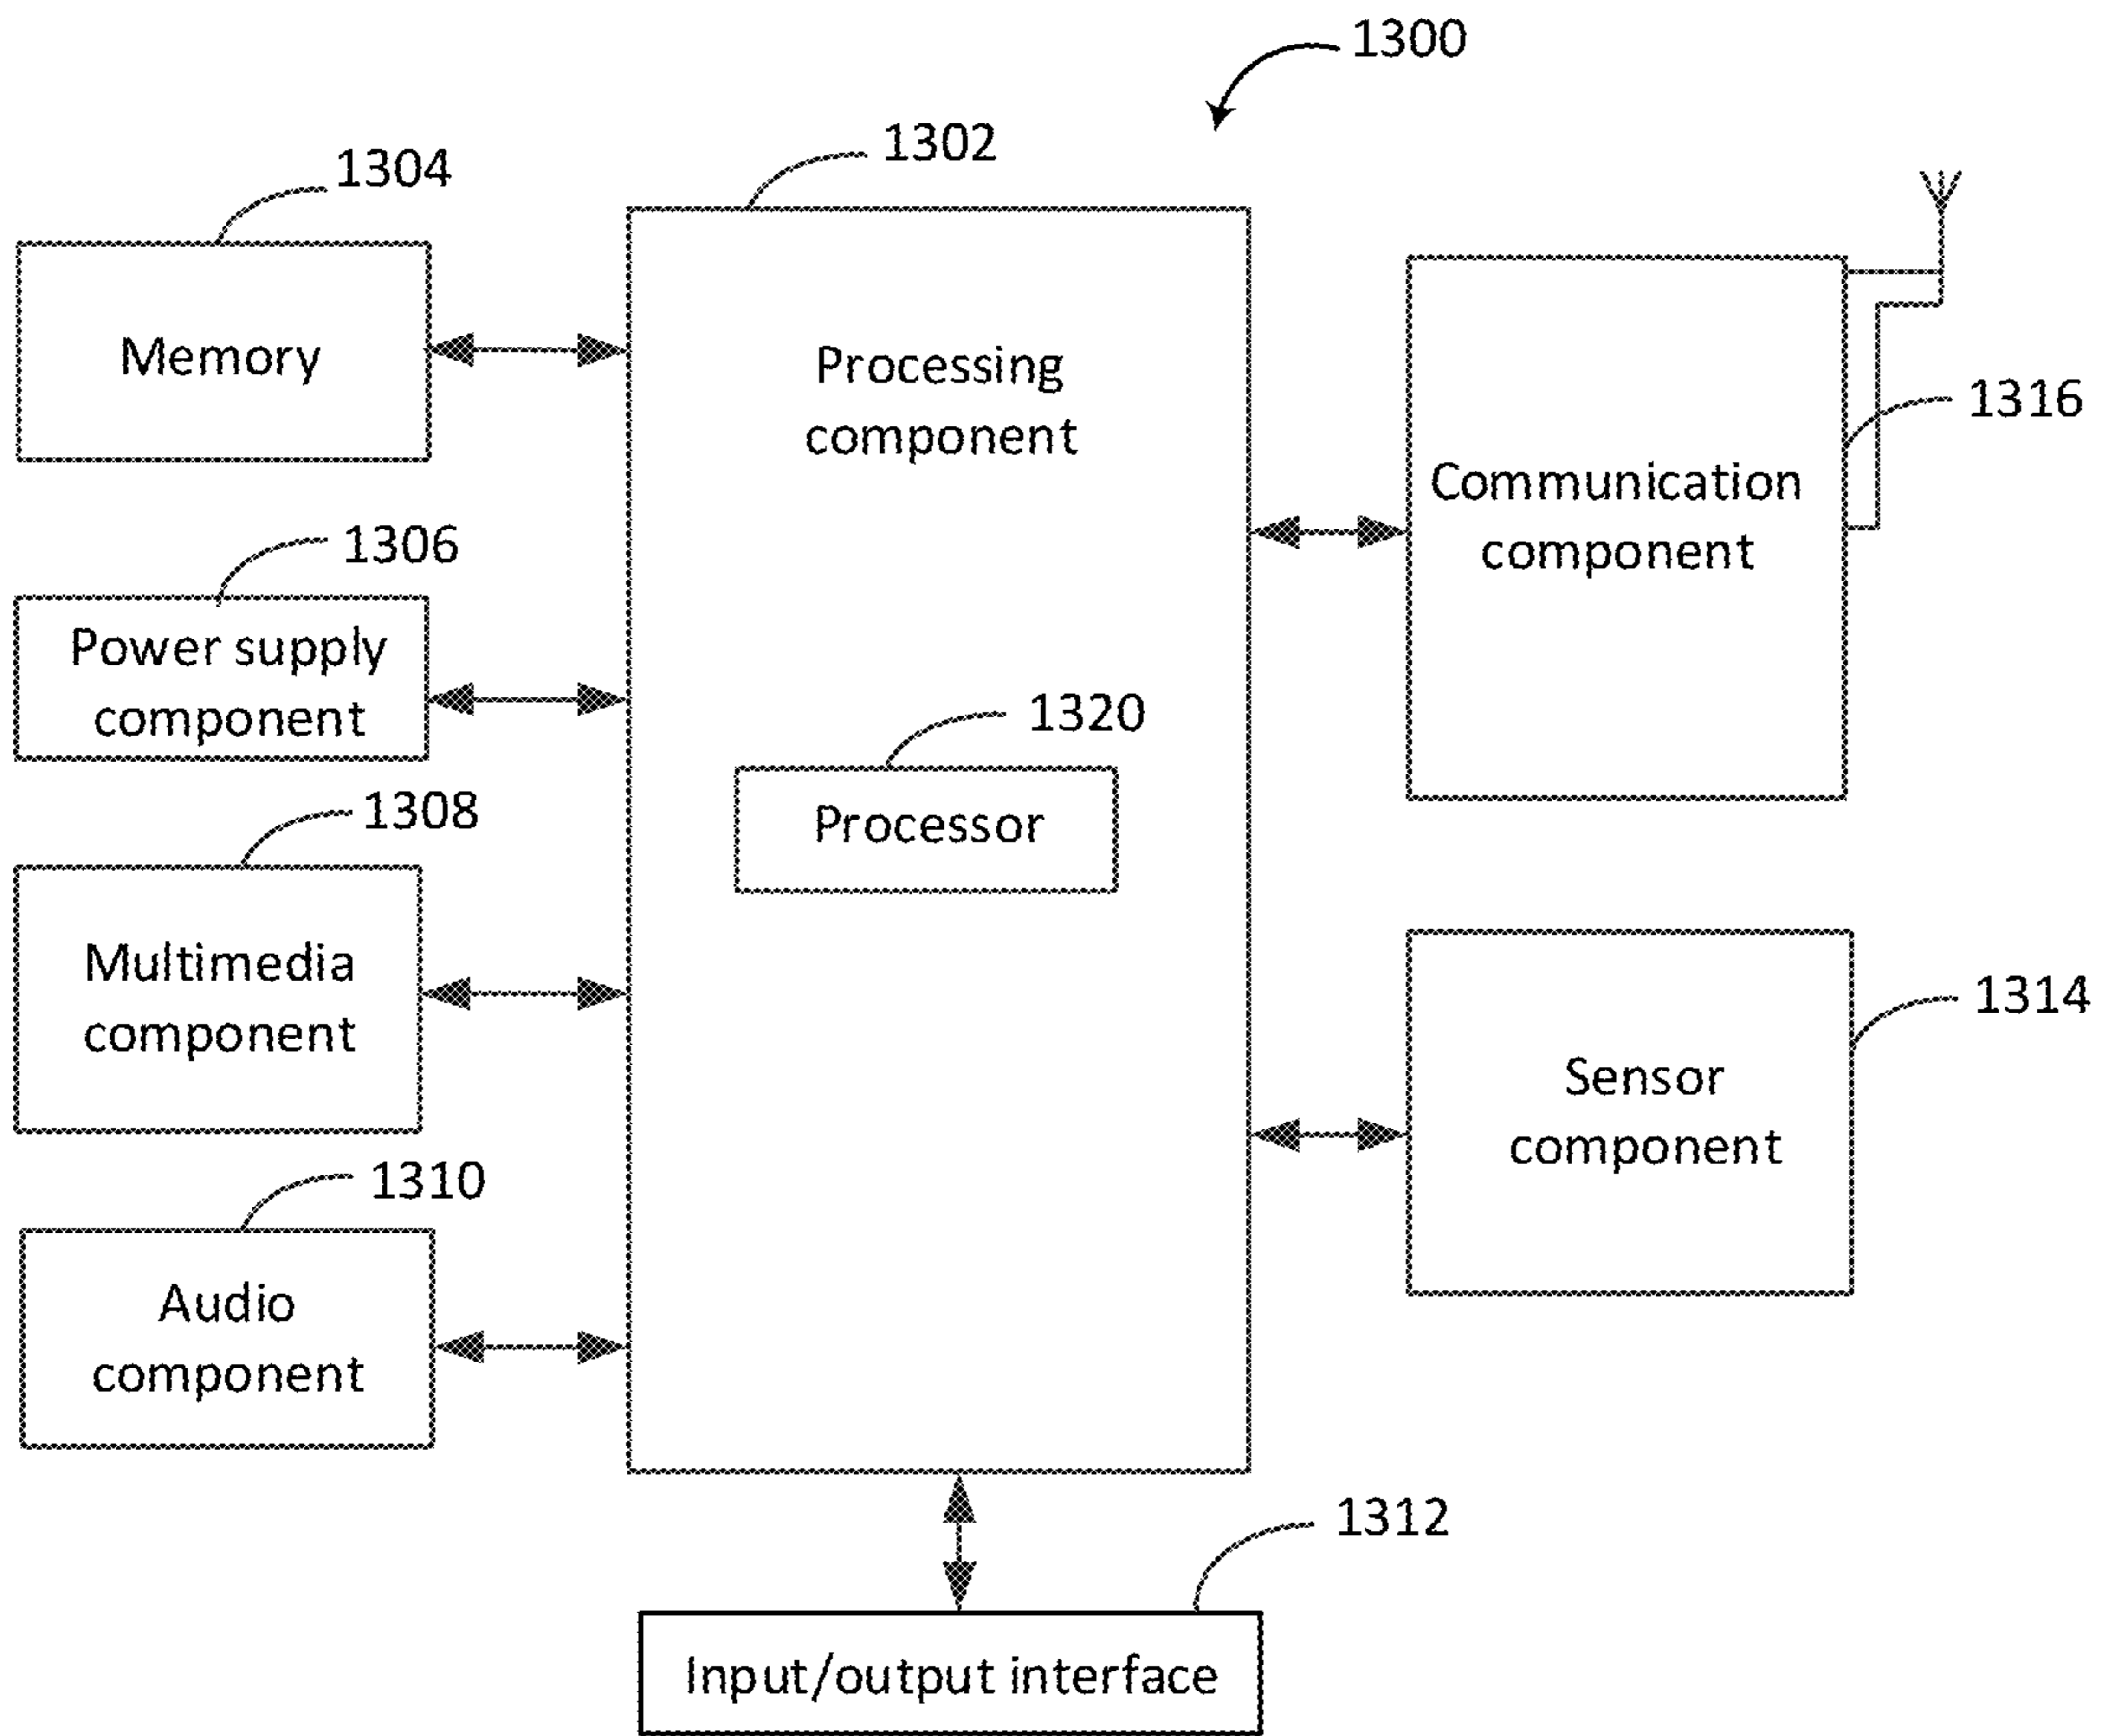 1300
1302
1304
Memory
Processing
component
1316
Communication
component
1306
Power supply
component
1320
Processor
1308
Multimedia
component
1314
Sensor
component
1310
Audio
component
1312
Input/output interface